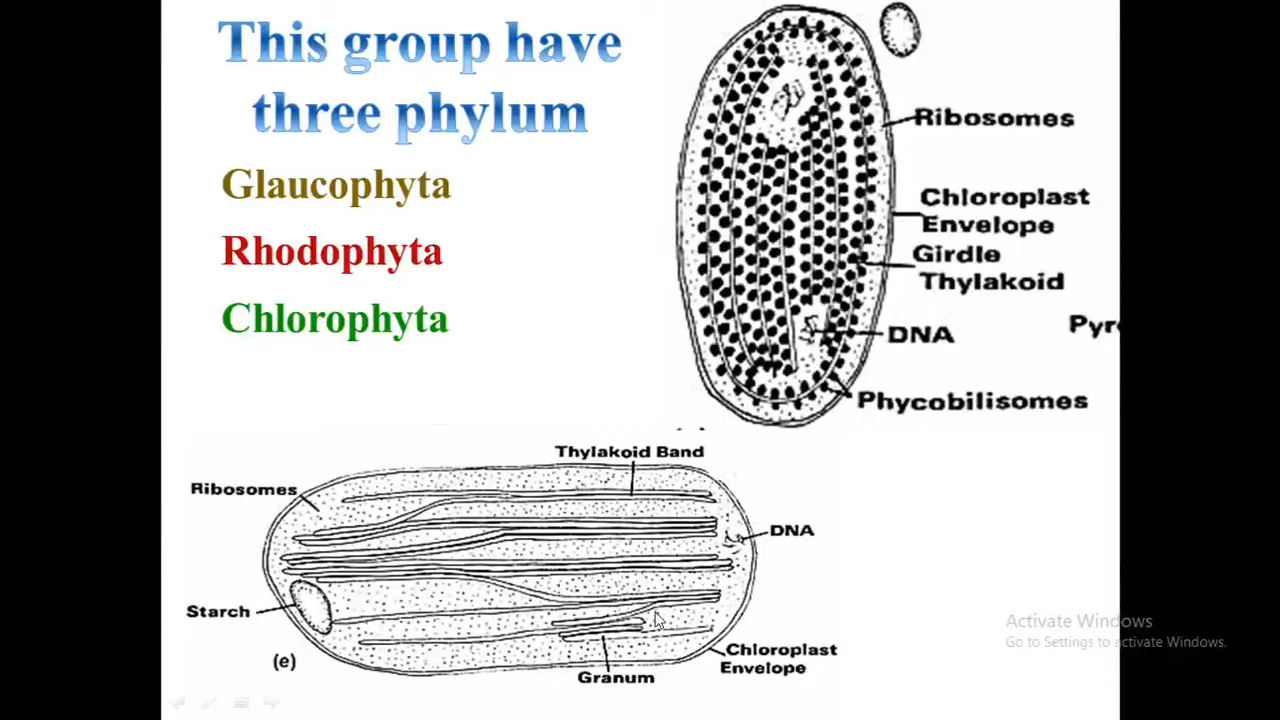 This group have
three phylum
Glaucophyta
Rhodophyta
Chlorophyta
Ribosomes
Chloroplast
Envelope
Girdle
Thylakoid
DNA
Phycobilisomes
Thylakoid Band
Ribosomes
DNA
Starch
(e)
Granum
Chloroplast
Envelope
Activate Windows
Go to Settings to activate Windows.